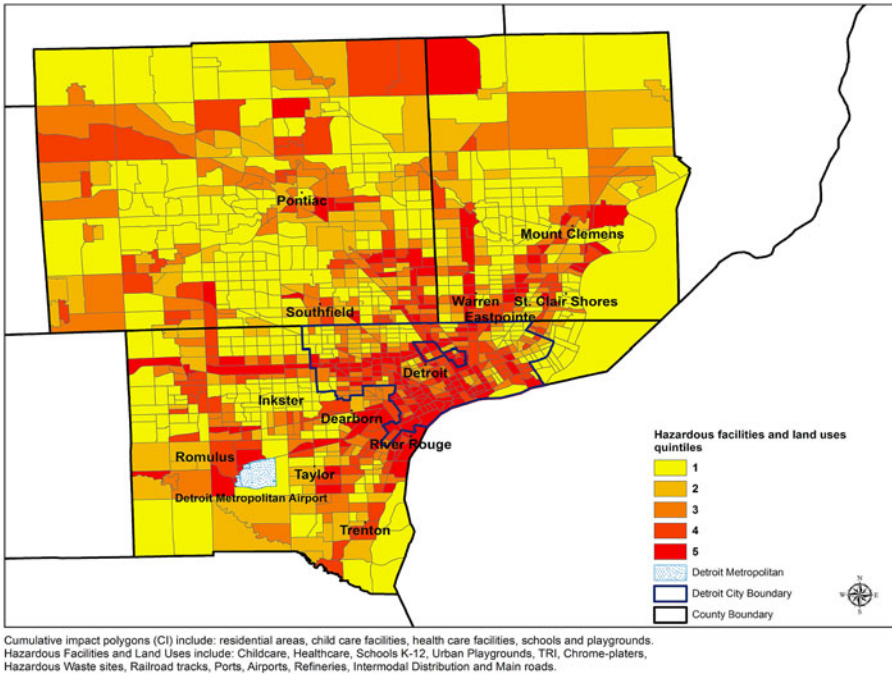 Pontiac
Mount Clemens
Warren
St. Clair Shores
Eastpointe
Southfield
Detroit
Inkster
Dearborn
River Rouge
Romulus
Taylor
Detroit Metropolitan Airport
Trenton
Hazardous facilities and land uses
quintiles
1
2
3
4
5
Detroit Metropolitan
Detroit City Boundary
County Boundary
N
W
E
S
Cumulative impact polygons (CI) include: residential areas, child care facilities, health care facilities, schools and playgrounds.
Hazardous Facilities and Land Uses include: Childcare, Healthcare, Schools K-12, Urban Playgrounds, TRI, Chrome-platers,
Hazardous Waste sites, Railroad tracks, Ports, Airports, Refineries, Intermodal Distribution and Main roads.